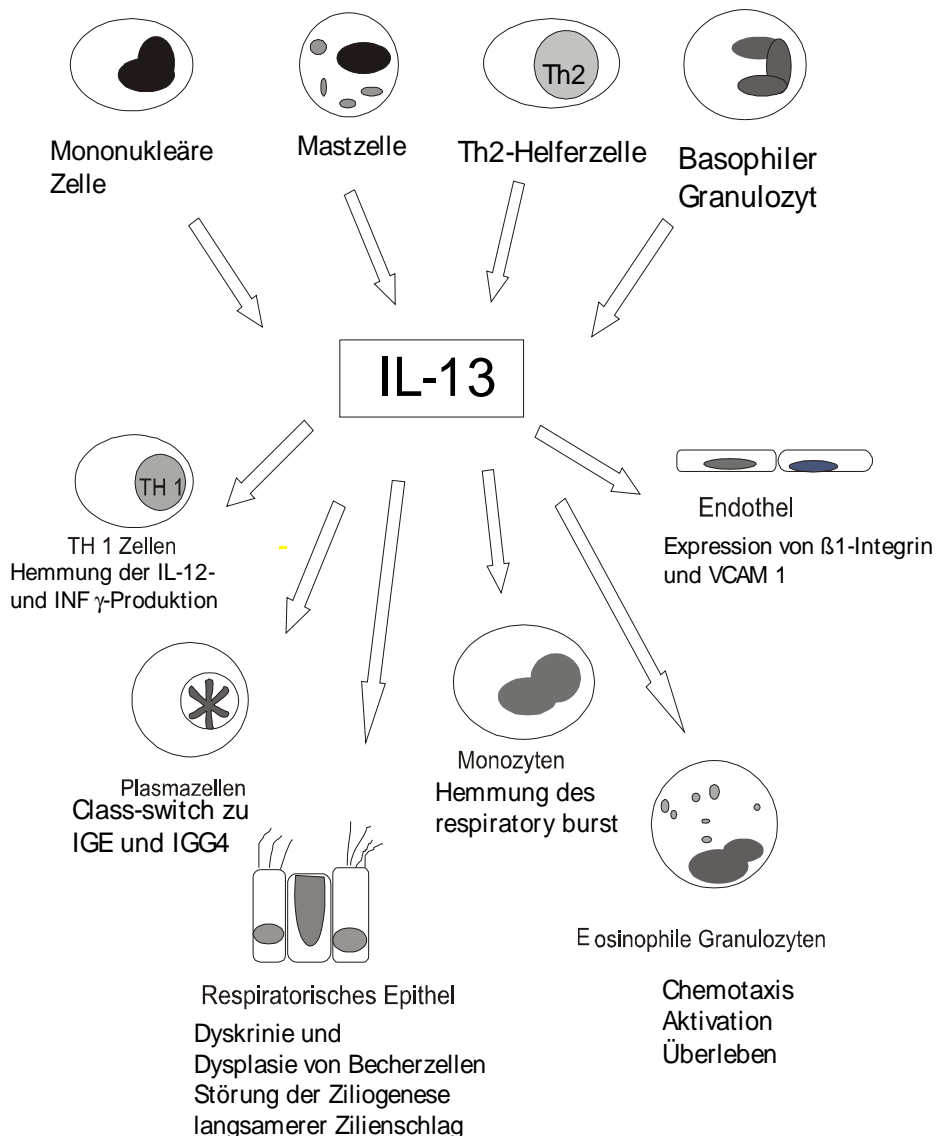 Th2
Mononukleäre
Zelle
Mastzelle
Th2-Helferzelle
Basophiler
Granulozyt
IL-13
TH 1
TH 1 Zellen
Hemmung der IL-12-
und INF γ-Produktion
Endothel
Expression von ß1-Integrin
und VCAM 1
Plasmazellen
Class-switch zu
IGE und IGG4
Monozyten
Hemmung des
respiratory burst
Respiratorisches Epithel
Dyskrinie und
Dysplasie von Becherzellen
Störung der Ziliogenese
langsamerer Zilienschlag
Eosinophile Granulozyten
Chemotaxis
Aktivation
Überleben